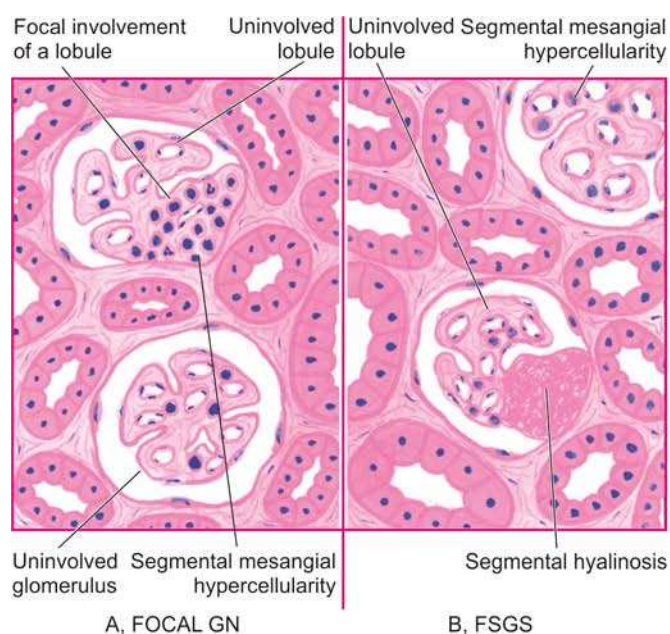 Focal involvement
of a lobule
Uninvolved
lobule
Uninvolved
lobule
Segmental mesangial
hypercellularity
Uninvolved
glomerulus
Segmental mesangial
hypercellularity
Segmental hyalinosis
A, FOCAL GN
B, FSGS